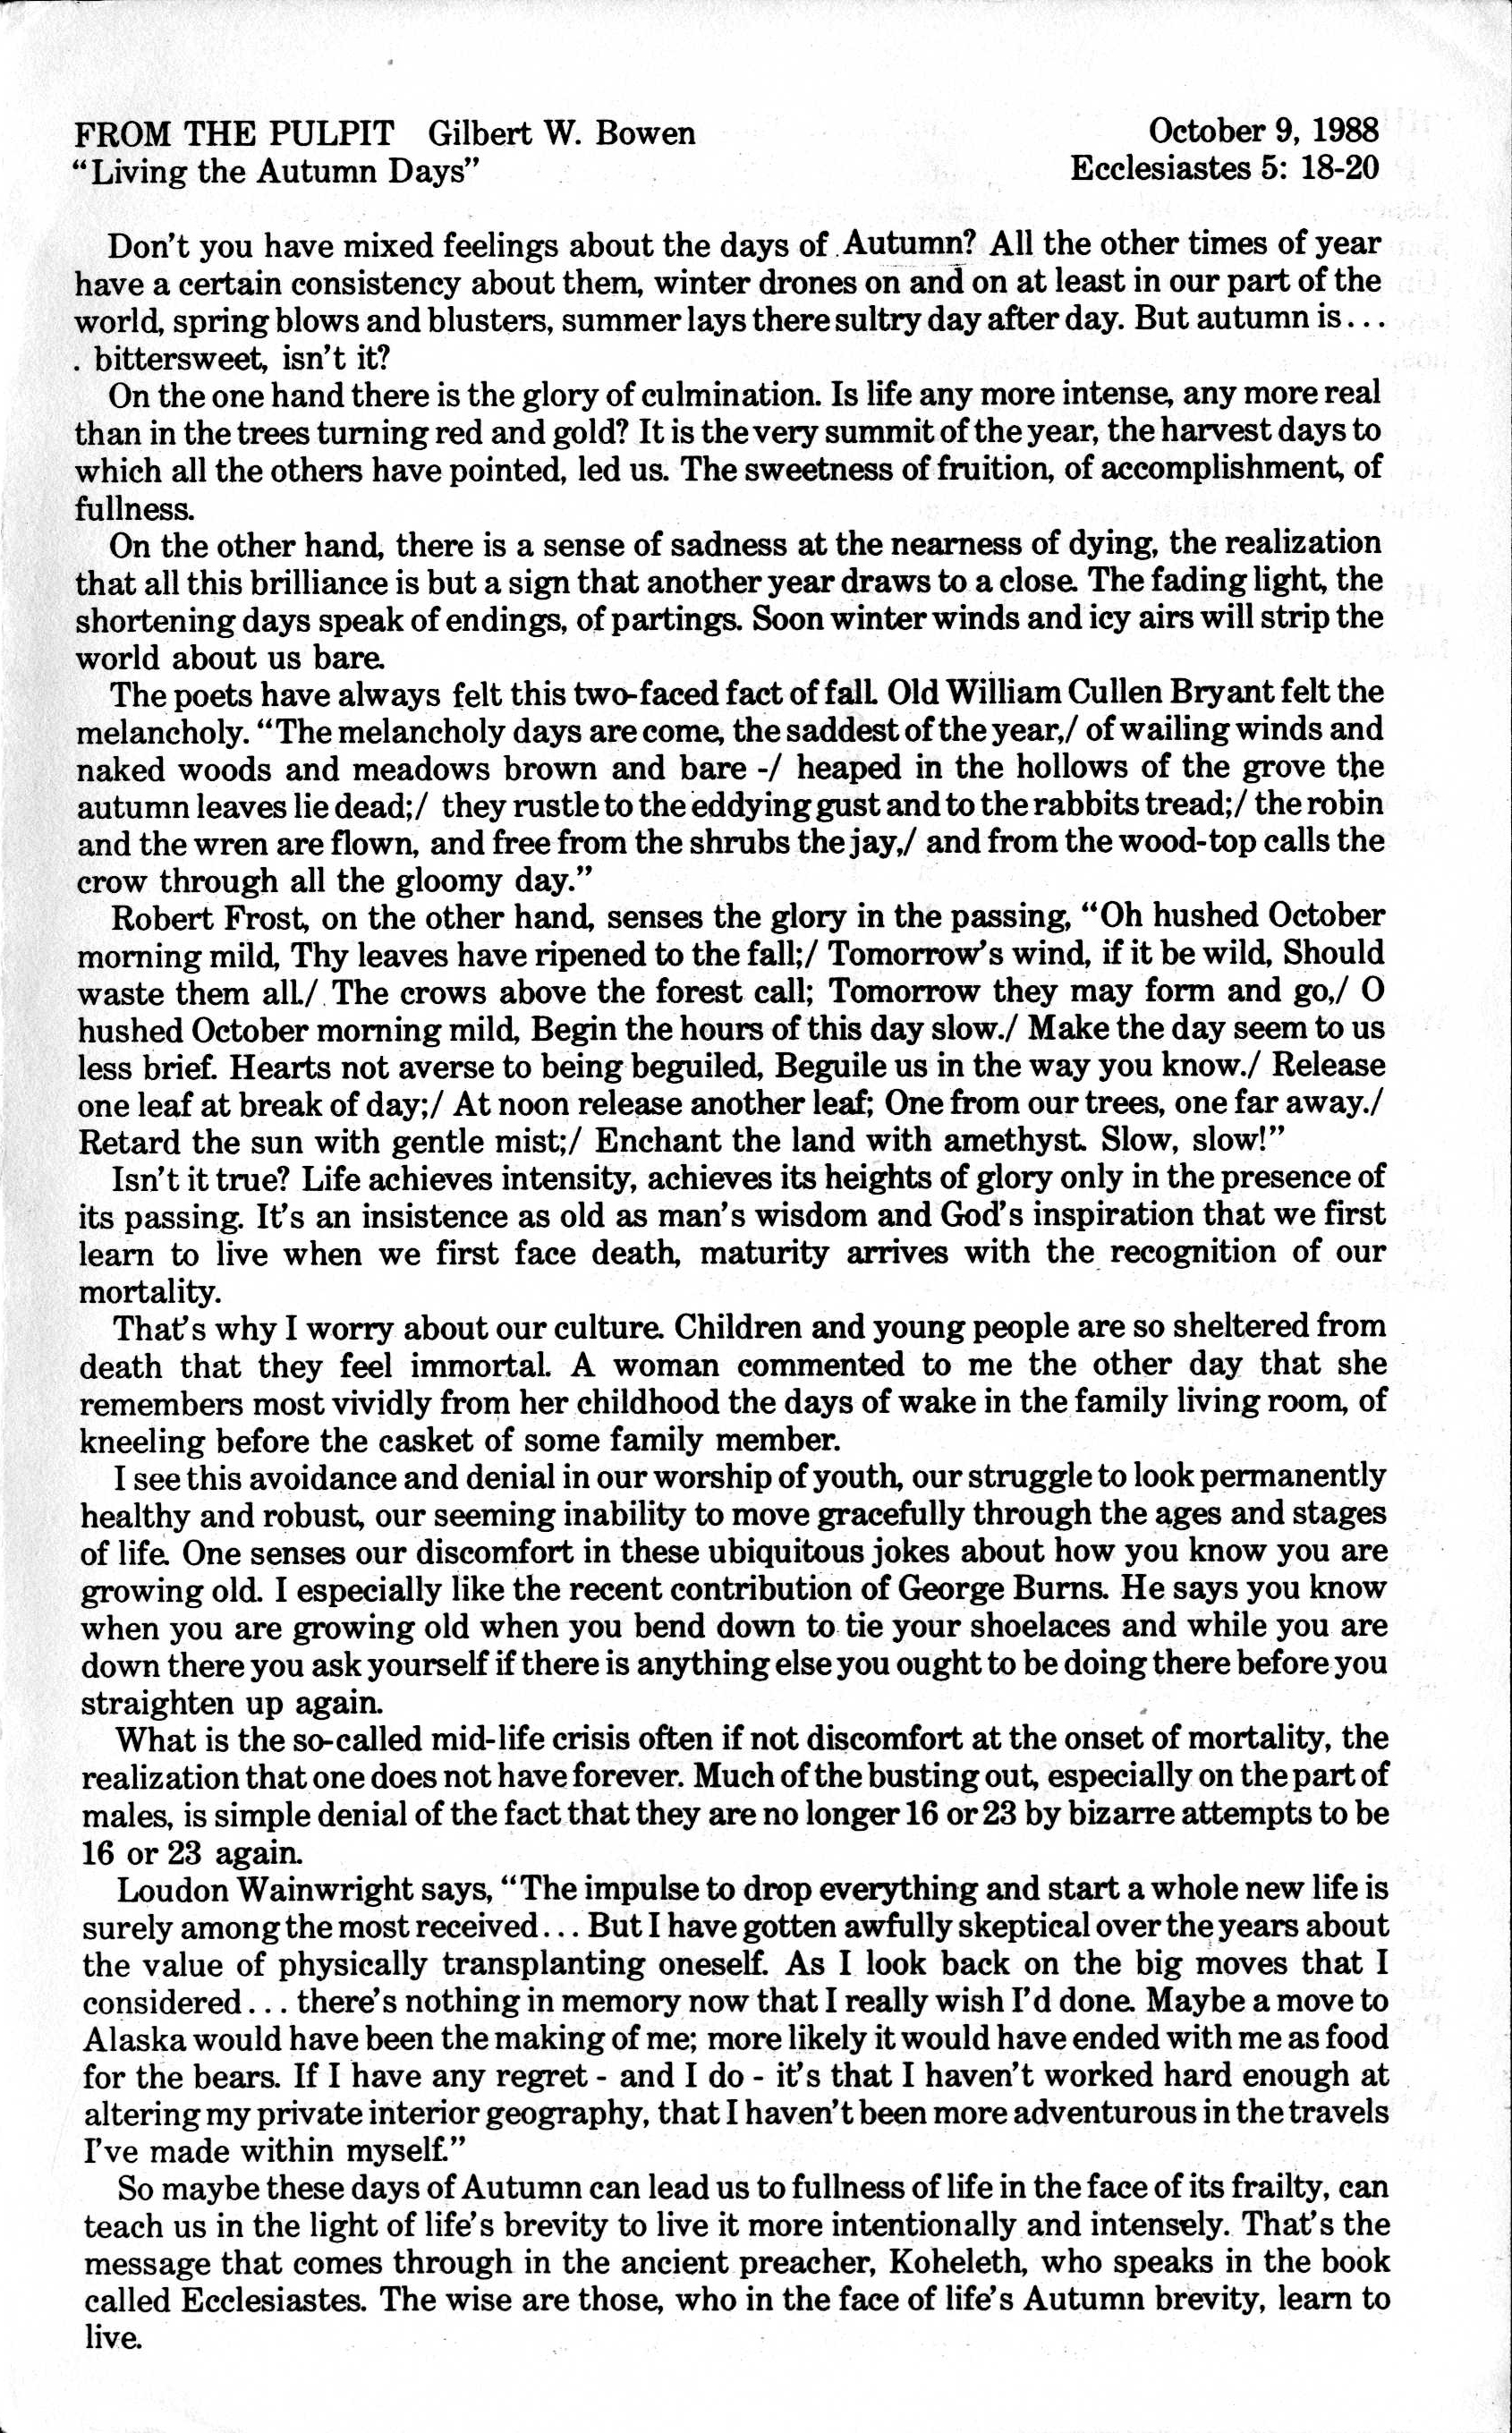 FROM THE PULPIT Gilbert W. Bowen October 9, 1988
“Living the Autumn Days” Ecclesiastes 5: 18-20
Don’t you have mixed feelings about the days of Autumn? All the other times of year
have a certain consistency about them, winter drones on and on at least in our part of the
world, spring blows and blusters, summer lays there sultry day after day. But autumn is...
. bittersweet, isn’t it?
On the one hand there is the glory of culmination. Is life any more intense, any more real
than in the trees turning red and gold? It is the very summit of the year, the harvest days to
which all the others have pointed, led us. The sweetness of fruition, of accomplishment, of
fullness.
On the other hand, there is a sense of sadness at the nearness of dying, the realization
that all this brilliance is but a sign that another year draws to a close. The fading light, the
shortening days speak of endings, of partings. Soon winter winds and icy airs will strip the
world about us bare.
The poets have always felt this two-faced fact of fall. Old William Cullen Bryant felt the
melancholy. “The melancholy days are come, the saddest of the year,/ of wailing winds and
naked woods and meadows brown and bare -/ heaped in the hollows of the grove the
autumn leaves lie dead;/ they rustle to the eddying gust and to the rabbits tread;/ the robin
and the wren are flown, and free from the shrubs the jay,/ and from the wood-top calls the
crow through all the gloomy day.”
Robert Frost, on the other hand, senses the glory in the passing, “Oh hushed October
morning mild, Thy leaves have ripened to the fall;/ Tomorrow’s wind, if it be wild, Should
waste them all./ The crows above the forest call; Tomorrow they may form and go,/ O
hushed October morning mild, Begin the hours of this day slow./ Make the day seem to us
less brief. Hearts not averse to being beguiled, Beguile us in the way you know./ Release
one leaf at break of day;/ At noon release another leaf; One from our trees, one far away./
Retard the sun with gentle mist;/ Enchant the land with amethyst. Slow, slow!”
Isn’t it true? Life achieves intensity, achieves its heights of glory only in the presence of
its passing. It’s an insistence as old as man’s wisdom and God’s inspiration that we first
learn to live when we first face death, maturity arrives with the recognition of our
mortality.
That’s why I worry about our culture. Children and young people are so sheltered from
death that they feel immortal. A woman commented to me the other day that she
remembers most vividly from her childhood the days of wake in the family living room, of
kneeling before the casket of some family member.
I see this avoidance and denial in our worship of youth, our struggle to look permanently
healthy and robust, our seeming inability to move gracefully through the ages and stages
of life. One senses our discomfort in these ubiquitous jokes about how you know you are
growing old. I especially like the recent contribution of George Burns. He says you know
when you are growing old when you bend down to tie your shoelaces and while you are
down there you ask yourself if there is anything else you ought to be doing there before you
straighten up again.
What is the so-called mid-life crisis often if not discomfort at the onset of mortality, the
realization that one does not have forever. Much of the busting out, especially on the part of
males, is simple denial of the fact that they are no longer 16 or 23 by bizarre attempts to be
16 or 23 again.
Loudon Wainwright says, “The impulse to drop everything and start a whole new life is
surely among the most received... But I have gotten awfully skeptical over the years about
the value of physically transplanting oneself. As I look back on the big moves that I
considered... there’s nothing in memory now that I really wish I’d done. Maybe a move to
Alaska would have been the making of me; more likely it would have ended with me as food
for the bears. If I have any regret - and I do - it’s that I haven’t worked hard enough at
altering my private interior geography, that I haven’t been more adventurous in the travels
I’ve made within myself.”
So maybe these days of Autumn can lead us to fullness of life in the face of its frailty, can
teach us in the light of life’s brevity to live it more intentionally and intensely. That’s the
message that comes through in the ancient preacher, Koheleth, who speaks in the book
called Ecclesiastes. The wise are those, who in the face of life’s Autumn brevity, learn to
live.